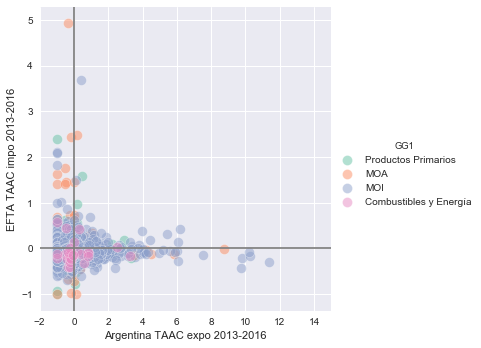 5
4
3
2
1
0
−1
EFTA TAAC impo 2013-2016
−2 0 2 4 6 8 10 12 14
Argentina TAAC expo 2013-2016
GG1
Productos Primarios
MOA
MOI
Combustibles y Energía